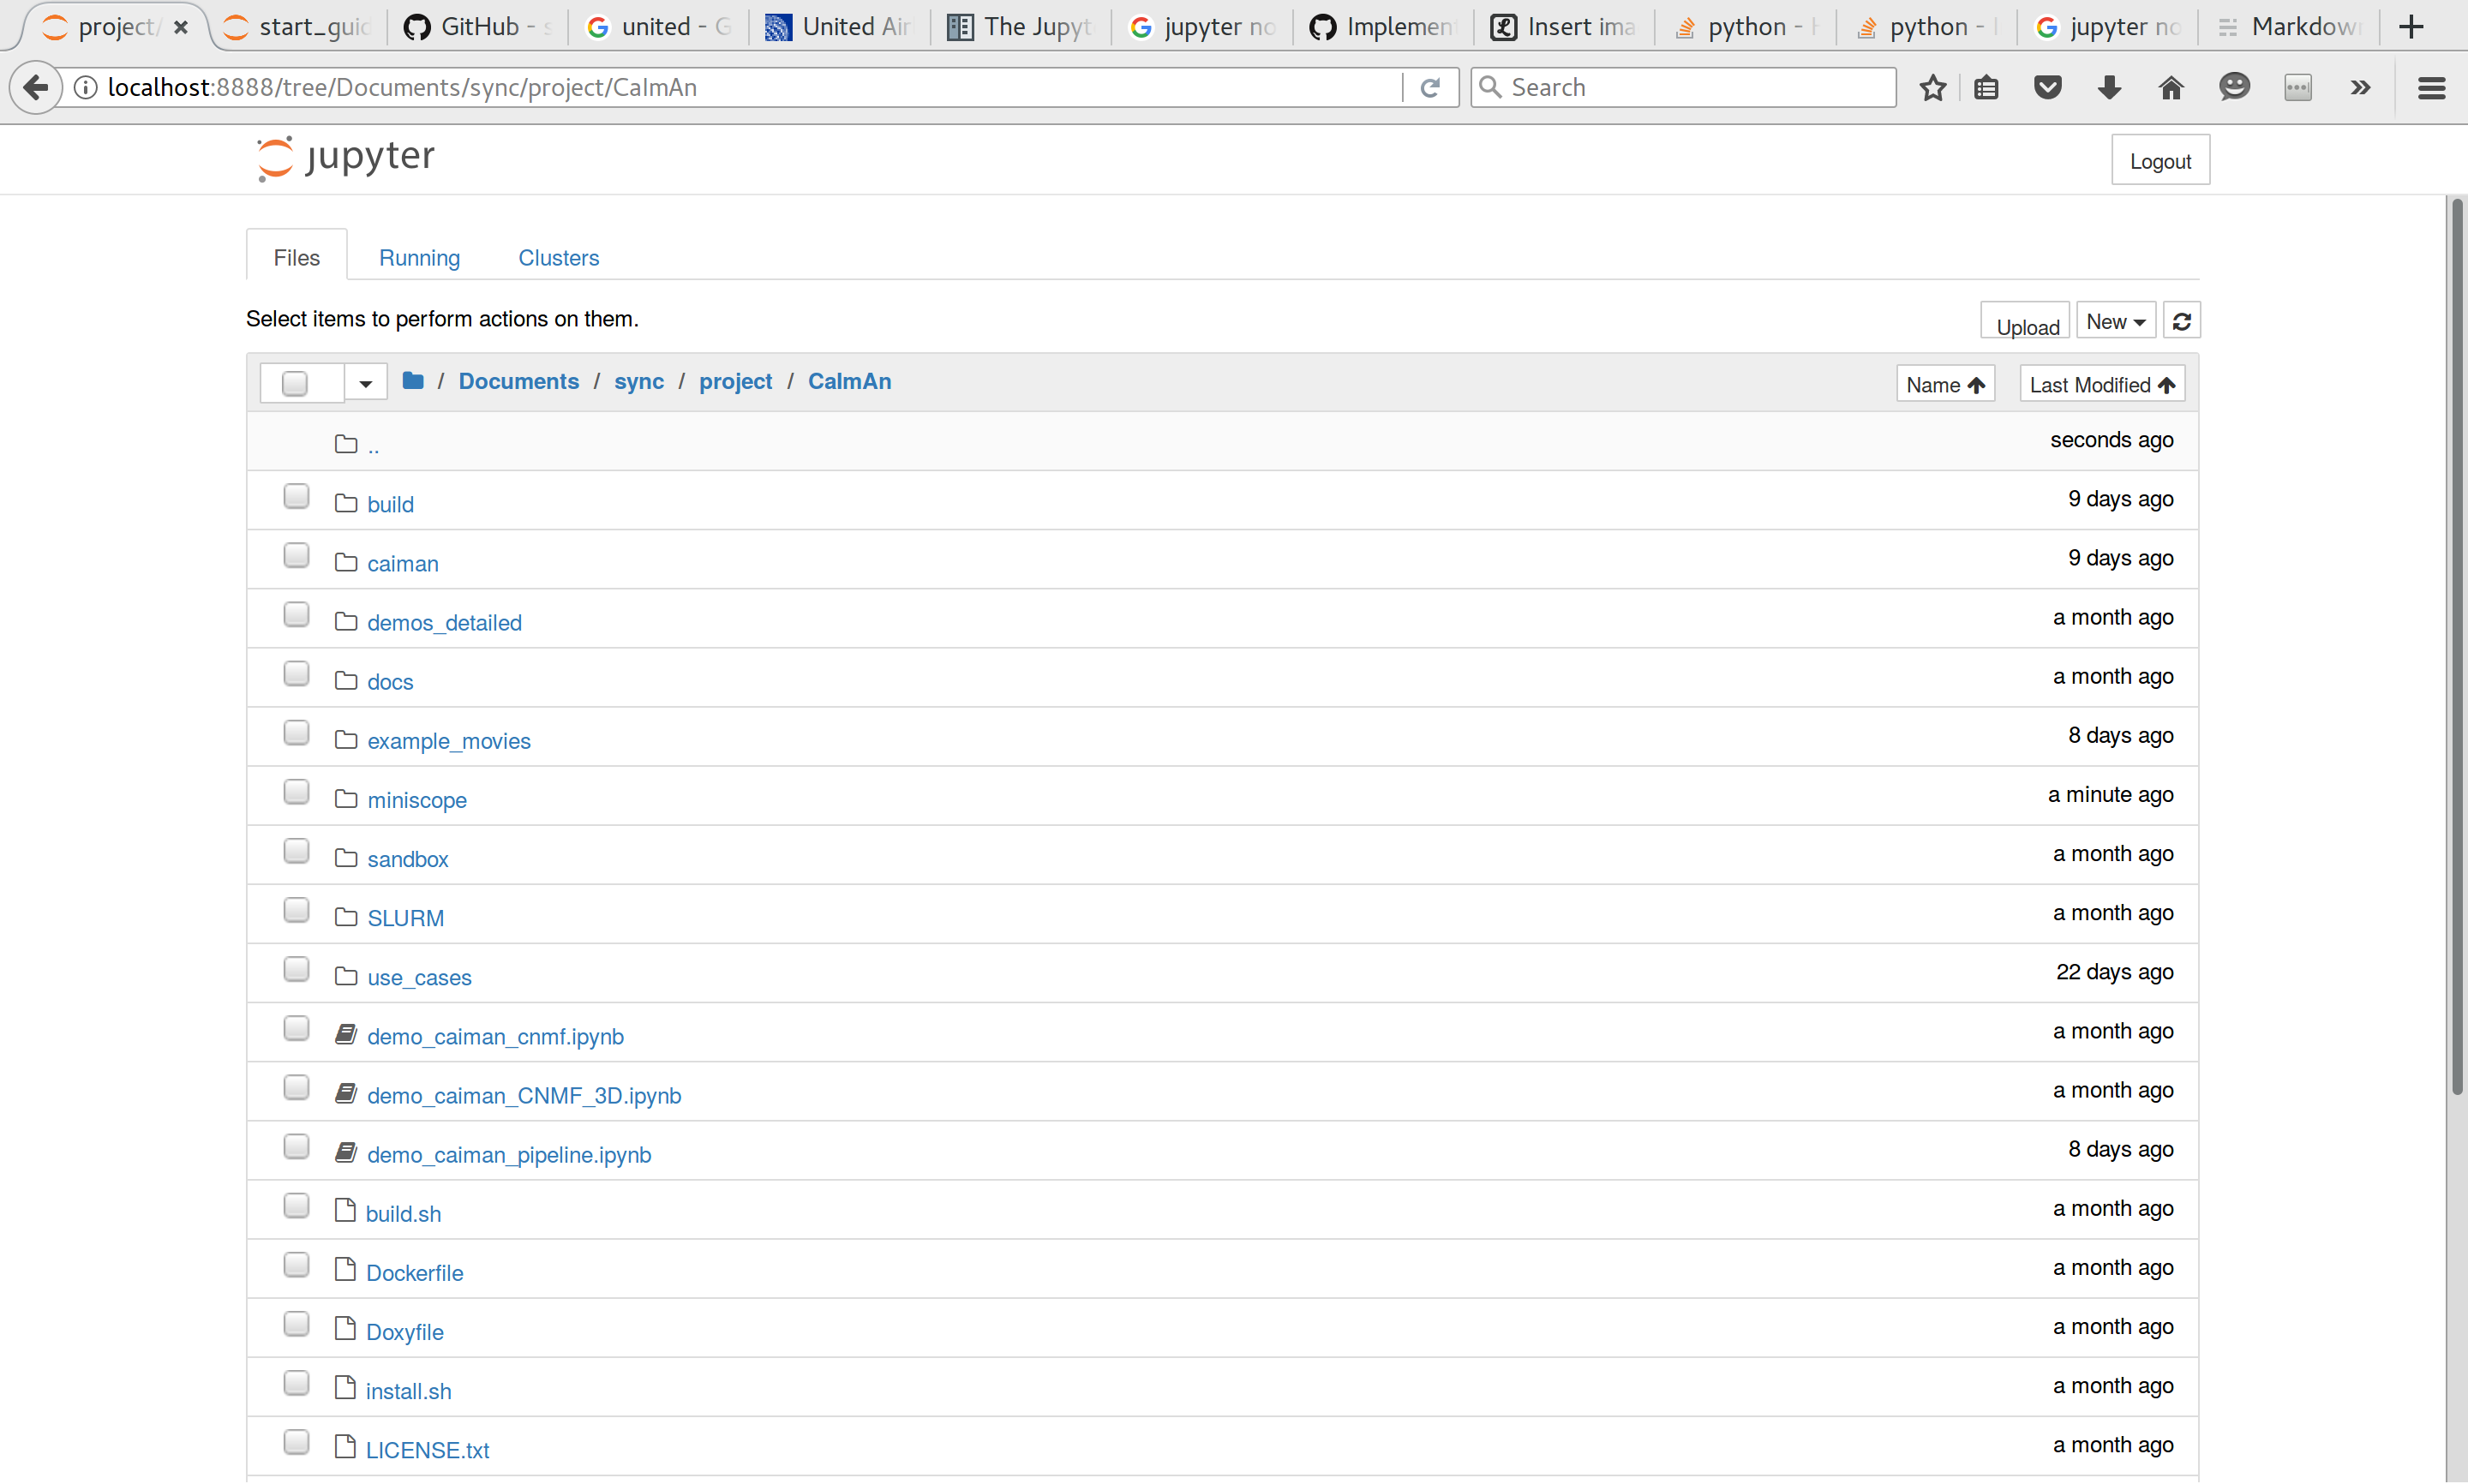 project/ start_guid GitHub - s united - G United Air The Jupyt jupyter no Implement Insert ima python - H python - I jupyter no Markdow
localhost:8888/tree/Documents/sync/project/CaImAn Search
jupyter Logout
Files Running Clusters
Select items to perform actions on them. Upload New
/ Documents / sync / project / CaImAn Name Last Modified
.. seconds ago
build 9 days ago
caiman 9 days ago
demos_detailed a month ago
docs a month ago
example_movies 8 days ago
miniscope a minute ago
sandbox a month ago
SLURM a month ago
use_cases 22 days ago
demo_caiman_cnmf.ipynb a month ago
demo_caiman_CNMF_3D.ipynb a month ago
demo_caiman_pipeline.ipynb 8 days ago
build.sh a month ago
Dockerfile a month ago
Doxyfile a month ago
install.sh a month ago
LICENSE.txt a month ago